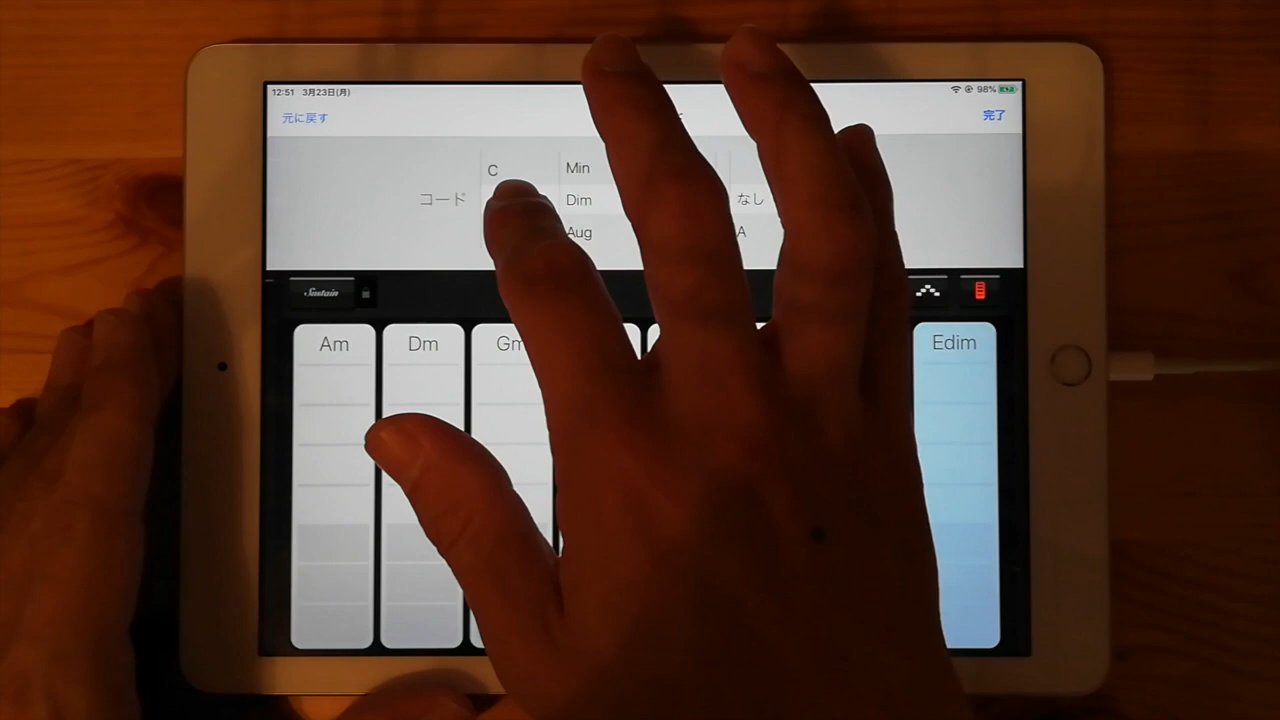 12:51 3月23日(月)
98%
元に戻す
完了
C
Min
コード
Dim
なし
Aug
A
Sustain
Am
Dm
Gm
Edim